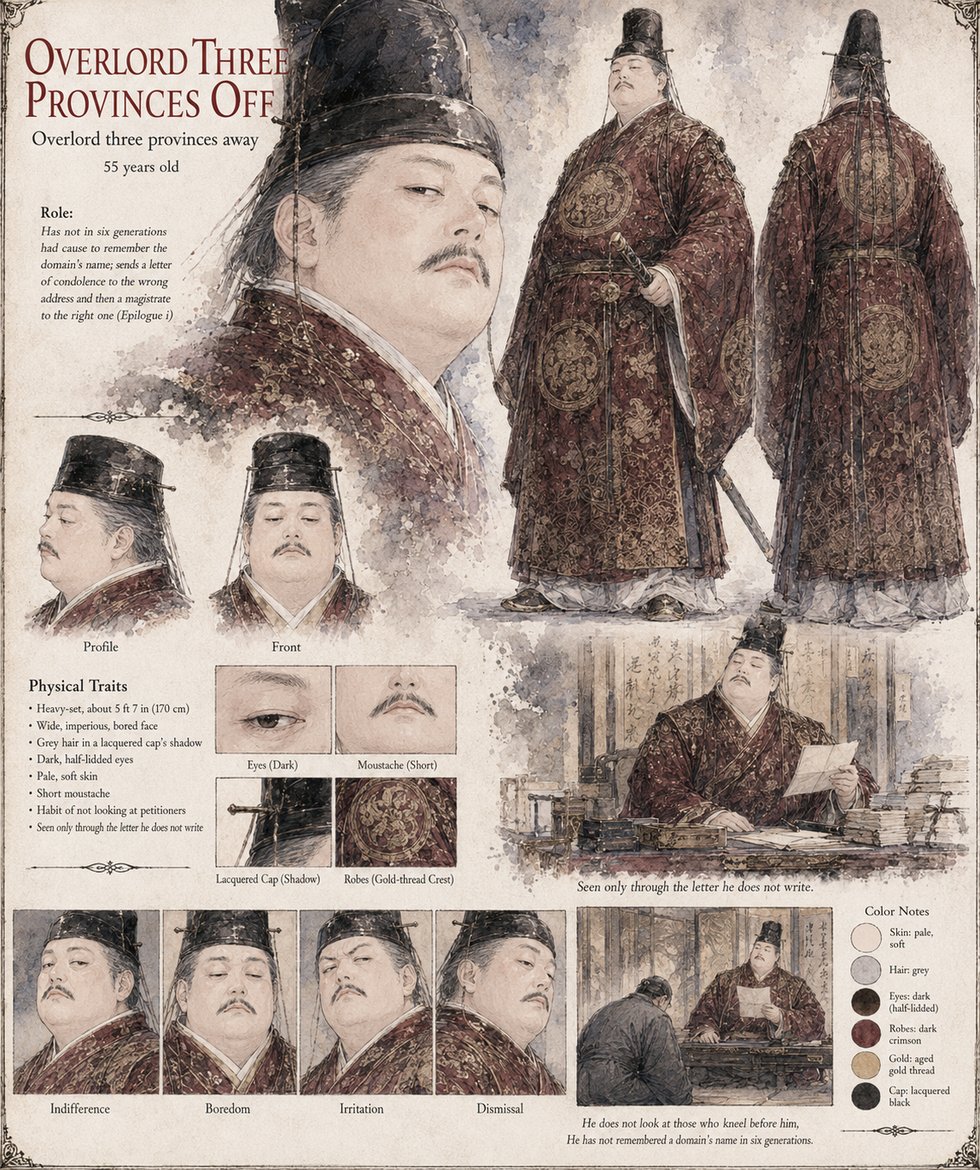 OVERLORD THREE
PROVINCES OFF
Overlord three provinces away
55 years old
Role:
Has not in six generations
had cause to remember the
domain's name; sends a letter
of condolence to the wrong
address and then a magistrate
to the right one (Epilogue i)
Profile
Front
Physical Traits
• Heavy-set, about 5 ft 7 in (170 cm)
• Wide, imperious, bored face
• Grey hair in a lacquered cap's shadow
• Dark, half-lidded eyes
• Pale, soft skin
• Short moustache
• Habit of not looking at petitioners
• Seen only through the letter he does not write
Eyes (Dark)
Moustache (Short)
Lacquered Cap (Shadow)
Robes (Gold-thread Crest)
Seen only through the letter he does not write.
Indifference
Boredom
Irritation
Dismissal
He does not look at those who kneel before him,
He has not remembered a domain's name in six generations.
Color Notes
Skin: pale,
soft
Hair: grey
Eyes: dark
(half-lidded)
Robes: dark
crimson
Gold: aged
gold thread
Cap: lacquered
black